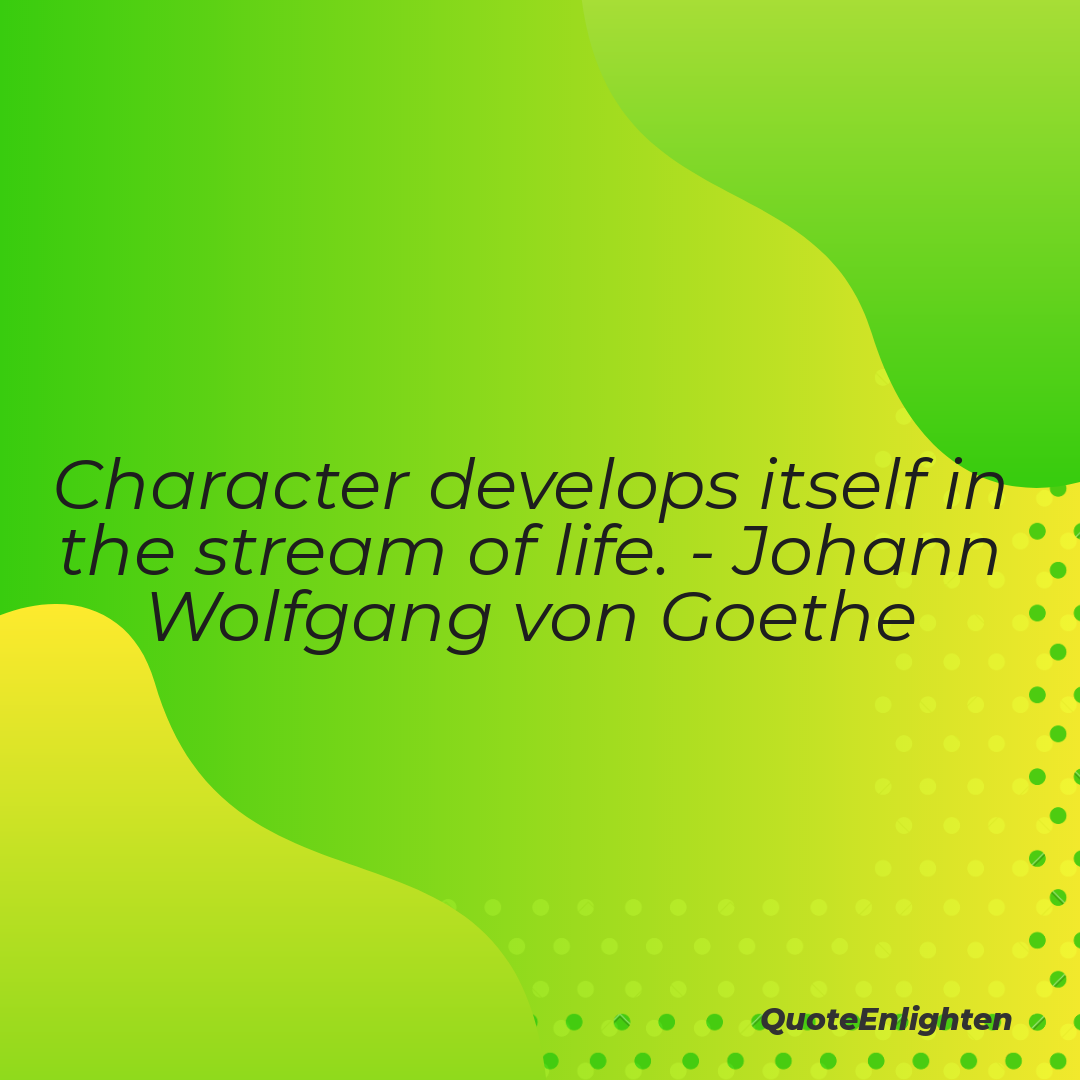 Character develops itself in
the stream of life. - Johann
Wolfgang von Goethe
QuoteEnlighten